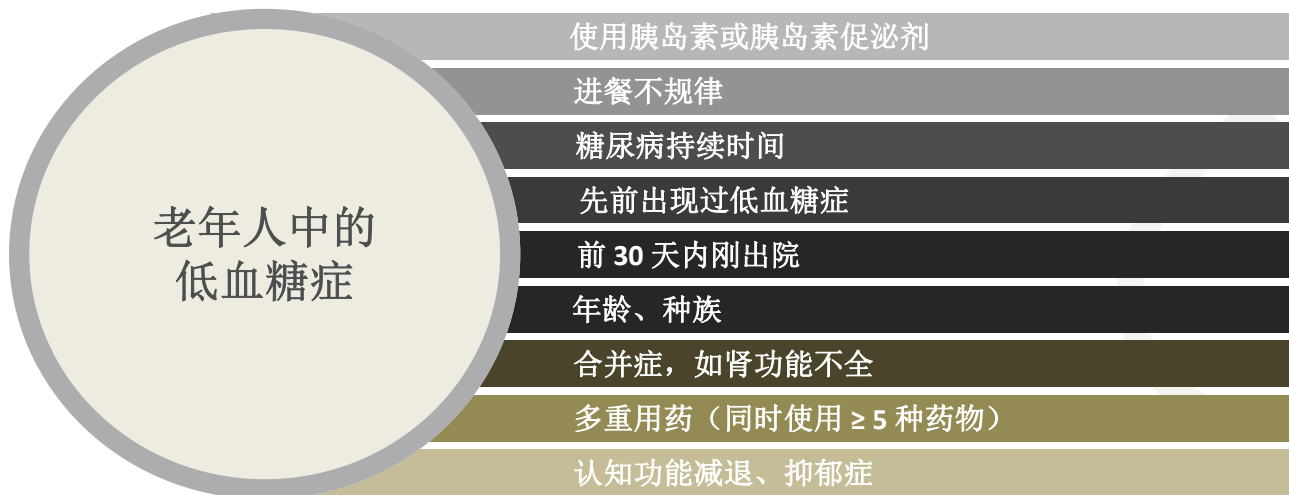 老年人中的
低血糖症
使用胰岛素或胰岛素促泌剂
进餐不规律
糖尿病持续时间
先前出现过低血糖症
前 30 天内刚出院
年龄、种族
合并症，如肾功能不全
多重用药（同时使用 ≥ 5 种药物）
认知功能减退、抑郁症